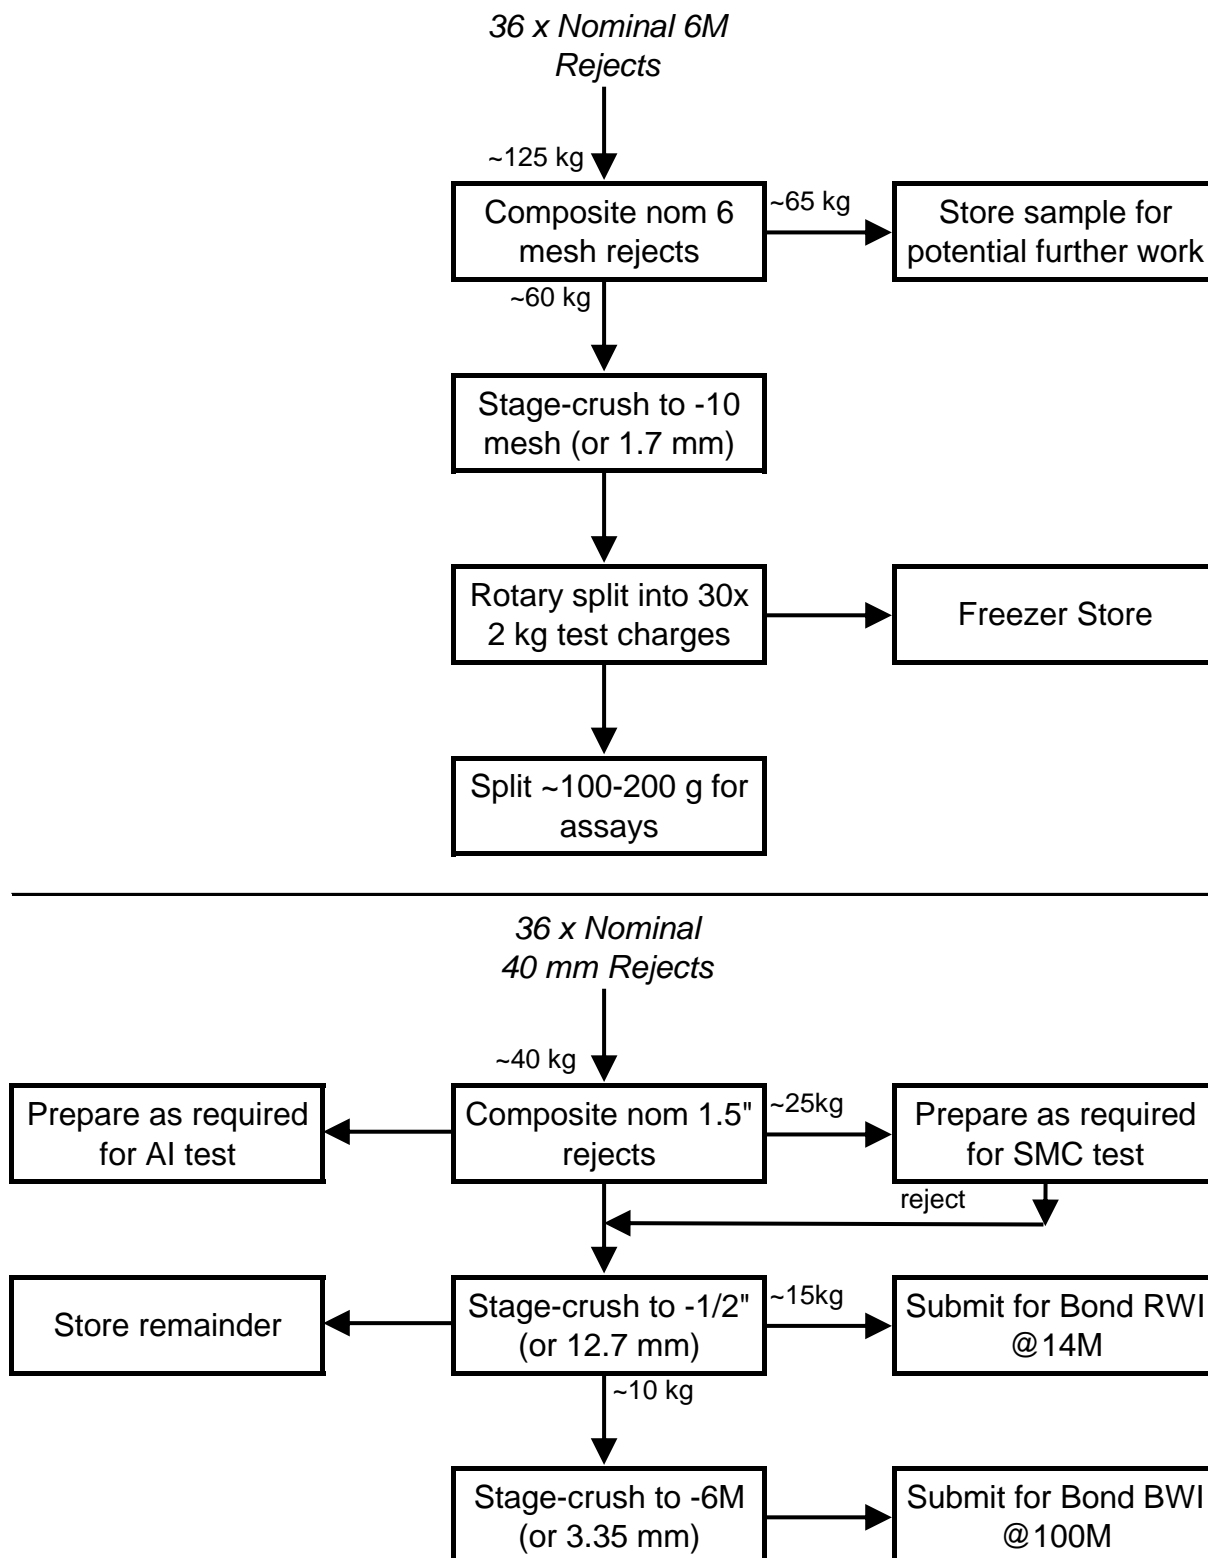 36 x Nominal 6M
Rejects
~125 kg
Composite nom 6
mesh rejects
~65 kg
Store sample for
potential further work
~60 kg
Stage-crush to -10
mesh (or 1.7 mm)
Rotary split into 30x
2 kg test charges
Freezer Store
Split ~100-200 g for
assays
36 x Nominal
40 mm Rejects
~40 kg
Prepare as required
for AI test
Composite nom 1.5"
rejects
~25kg
Prepare as required
for SMC test
reject
Store remainder
Stage-crush to -1/2"
(or 12.7 mm)
~15kg
Submit for Bond RWI
@14M
~10 kg
Stage-crush to -6M
(or 3.35 mm)
Submit for Bond BWI
@100M